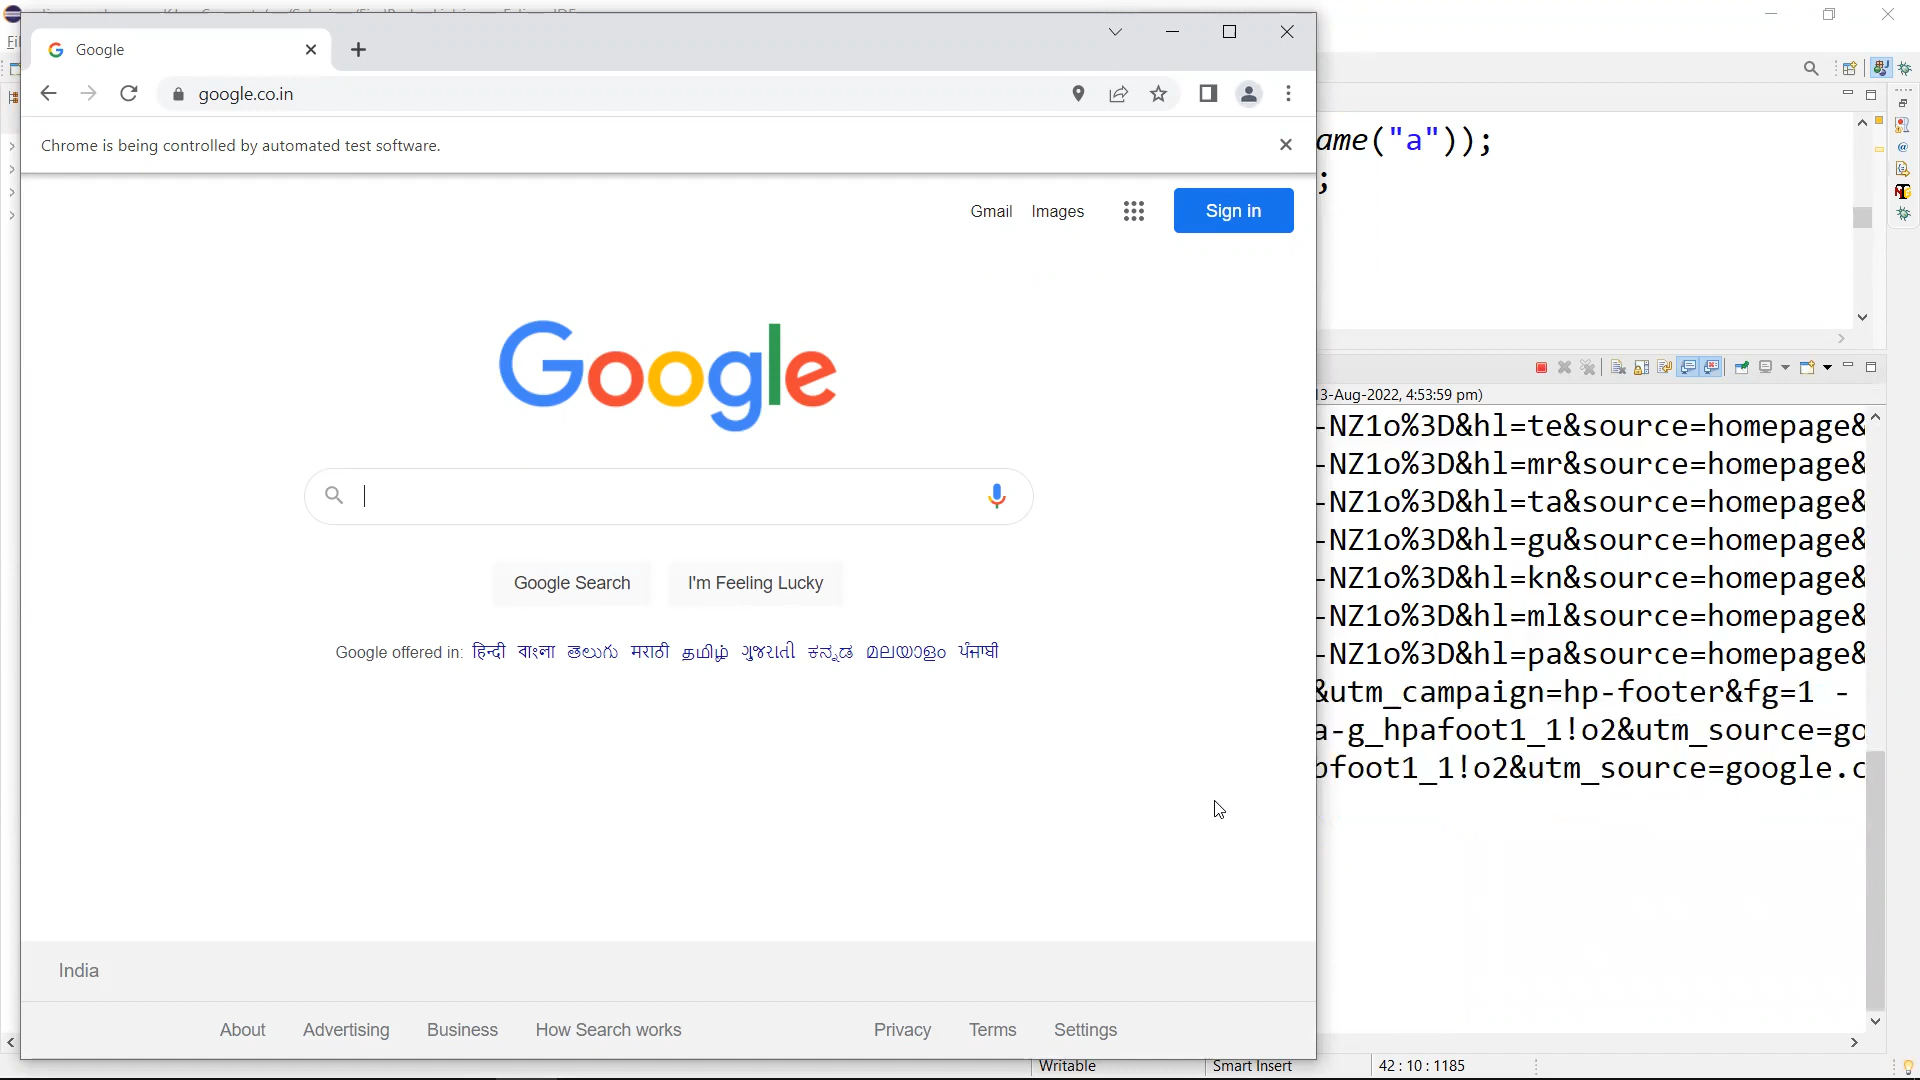 Google
google.co.in
Chrome is being controlled by automated test software.
ame("a"));
;
Gmail Images Sign in
Google
Google Search I'm Feeling Lucky
Google offered in: हिन्दी বাংলা తెలుగు मराठी தமிழ் ગુજરાતી ಕನ್ನಡ മലയാളം ਪੰਜਾਬੀ
13-Aug-2022, 4:53:59 pm)
-NZ1o%3D&hl=te&source=homepage&
-NZ1o%3D&hl=mr&source=homepage&
-NZ1o%3D&hl=ta&source=homepage&
-NZ1o%3D&hl=gu&source=homepage&
-NZ1o%3D&hl=kn&source=homepage&
-NZ1o%3D&hl=ml&source=homepage&
-NZ1o%3D&hl=pa&source=homepage&
&utm_campaign=hp-footer&fg=1 -
a-g_hpafoot1_1!o2&utm_source=go
ofoot1_1!o2&utm_source=google.c
India
About Advertising Business How Search works Privacy Terms Settings
Writable Smart Insert 42 : 10 : 1185